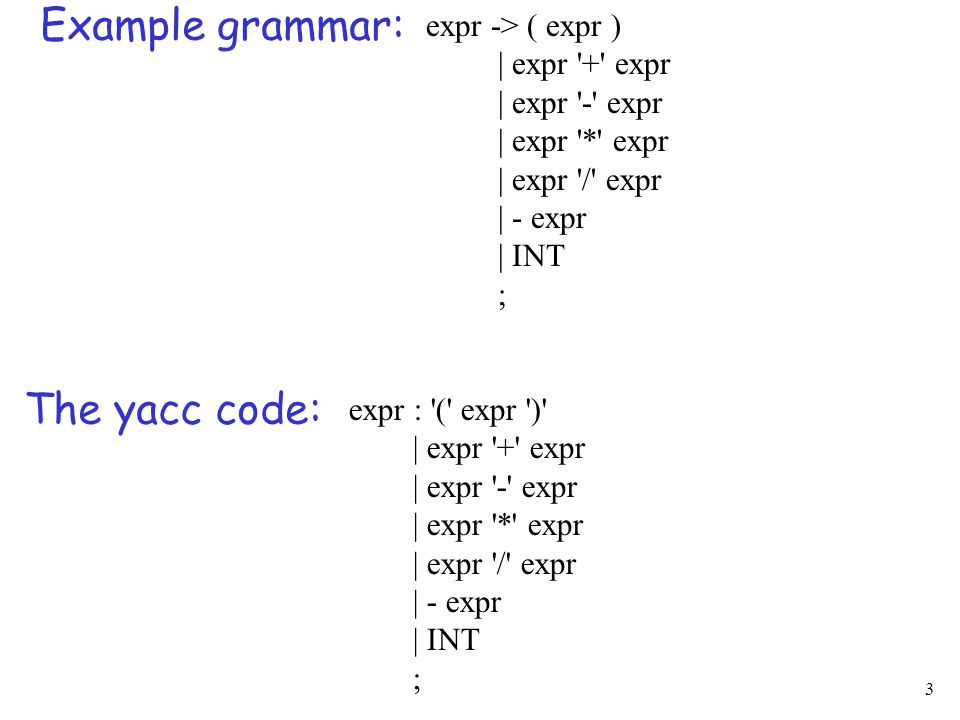 Example grammar: expr -> ( expr )
| expr '+' expr
| expr '-' expr
| expr '*' expr
| expr '/' expr
| - expr
| INT
;
The yacc code: expr : '(' expr ')'
| expr '+' expr
| expr '-' expr
| expr '*' expr
| expr '/' expr
| - expr
| INT
;
3